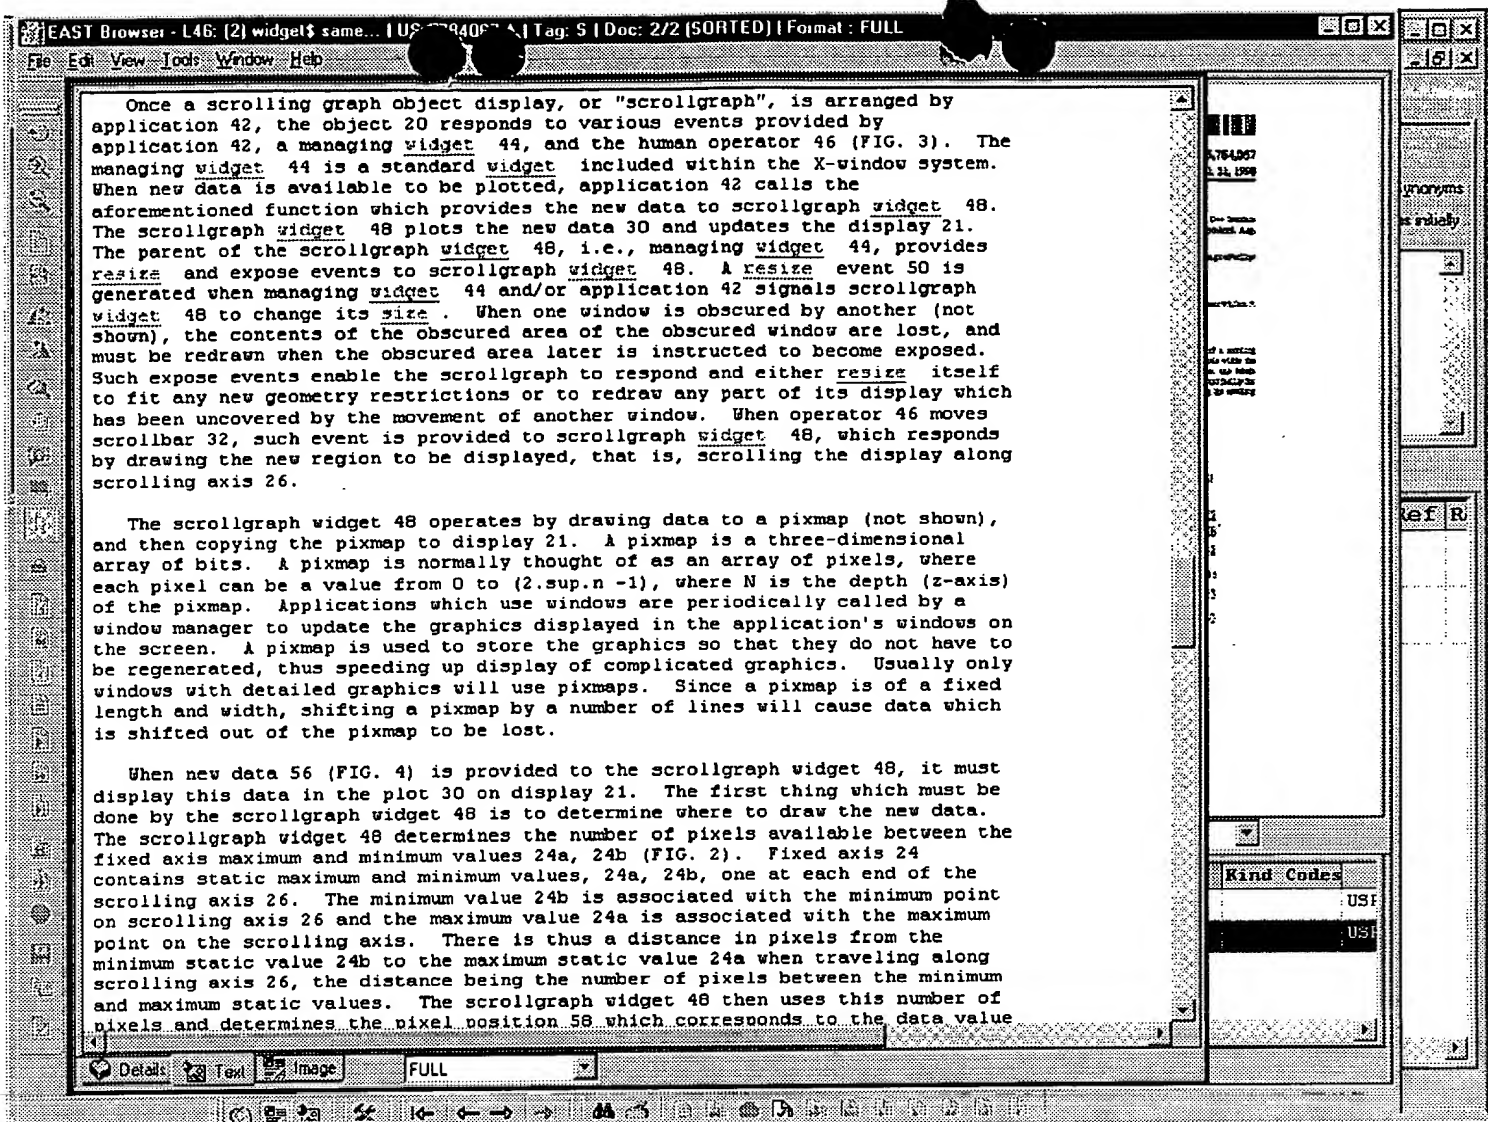 EAST Browser - L46: (2) widget$ same... | US | Tag: S | Doc: 2/2 (SORTED) | Format : FULL
File Edit View Tools Window Help
Once a scrolling graph object display, or "scrollgraph", is arranged by
application 42, the object 20 responds to various events provided by
application 42, a managing widget 44, and the human operator 46 (FIG. 3). The
managing widget 44 is a standard widget included within the X-window system.
When new data is available to be plotted, application 42 calls the
aforementioned function which provides the new data to scrollgraph widget 48.
The scrollgraph widget 48 plots the new data 30 and updates the display 21.
The parent of the scrollgraph widget 48, i.e., managing widget 44, provides
resize and expose events to scrollgraph widget 48. A resize event 50 is
generated when managing widget 44 and/or application 42 signals scrollgraph
widget 48 to change its size . When one window is obscured by another (not
shown), the contents of the obscured area of the obscured window are lost, and
must be redrawn when the obscured area later is instructed to become exposed.
Such expose events enable the scrollgraph to respond and either resize itself
to fit any new geometry restrictions or to redraw any part of its display which
has been uncovered by the movement of another window. When operator 46 moves
scrollbar 32, such event is provided to scrollgraph widget 48, which responds
by drawing the new region to be displayed, that is, scrolling the display along
scrolling axis 26.
The scrollgraph widget 48 operates by drawing data to a pixmap (not shown),
and then copying the pixmap to display 21. A pixmap is a three-dimensional
array of bits. A pixmap is normally thought of as an array of pixels, where
each pixel can be a value from 0 to (2.sup.n -1), where N is the depth (z-axis)
of the pixmap. Applications which use windows are periodically called by a
window manager to update the graphics displayed in the application's windows on
the screen. A pixmap is used to store the graphics so that they do not have to
be regenerated, thus speeding up display of complicated graphics. Usually only
windows with detailed graphics will use pixmaps. Since a pixmap is of a fixed
length and width, shifting a pixmap by a number of lines will cause data which
is shifted out of the pixmap to be lost.
When new data 56 (FIG. 4) is provided to the scrollgraph widget 48, it must
display this data in the plot 30 on display 21. The first thing which must be
done by the scrollgraph widget 48 is to determine where to draw the new data.
The scrollgraph widget 48 determines the number of pixels available between the
fixed axis maximum and minimum values 24a, 24b (FIG. 2). Fixed axis 24
contains static maximum and minimum values, 24a, 24b, one at each end of the
scrolling axis 26. The minimum value 24b is associated with the minimum point
on scrolling axis 26 and the maximum value 24a is associated with the maximum
point on the scrolling axis. There is thus a distance in pixels from the
minimum static value 24b to the maximum static value 24a when traveling along
scrolling axis 26, the distance being the number of pixels between the minimum
and maximum static values. The scrollgraph widget 48 then uses this number of
pixels and determines the pixel position 58 which corresponds to the data value
Details Text Image FULL
ynonyms
Ref R
Kind Codes